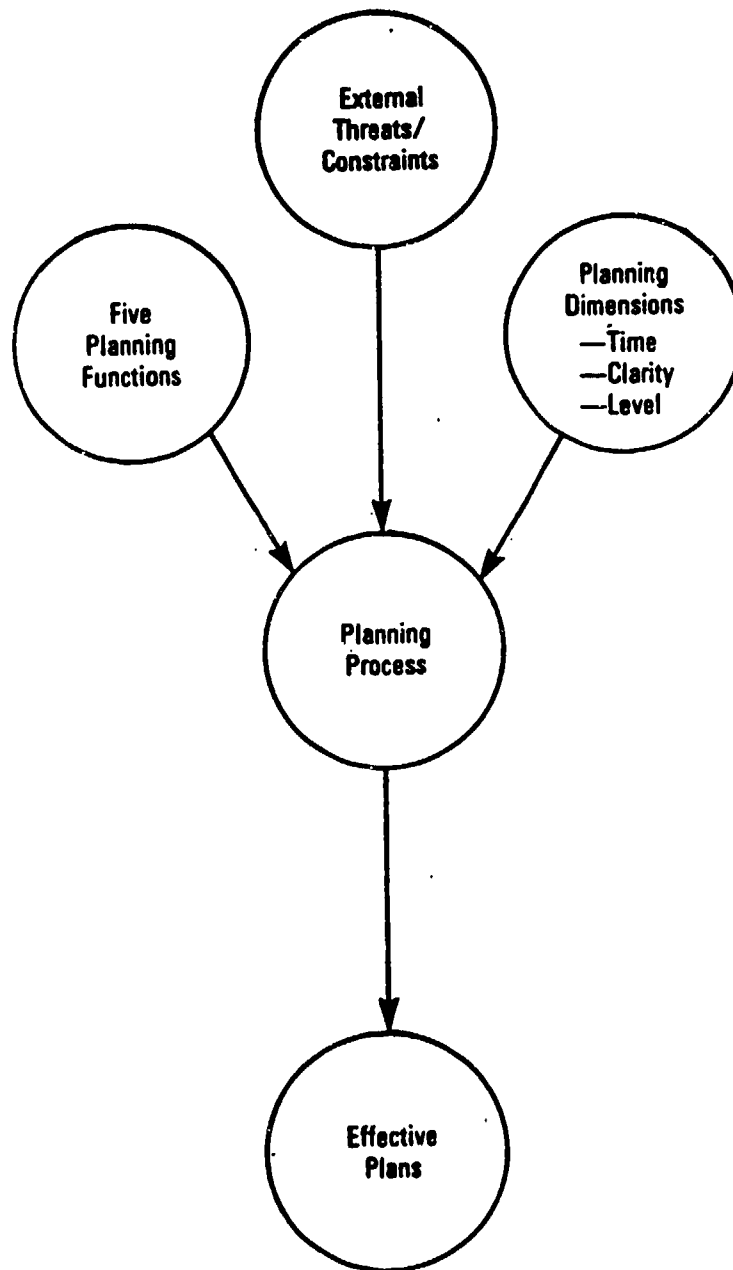 External
Threats/
Constraints
Five
Planning
Functions
Planning
Dimensions
—Time
—Clarity
—Level
Planning
Process
Effective
Plans